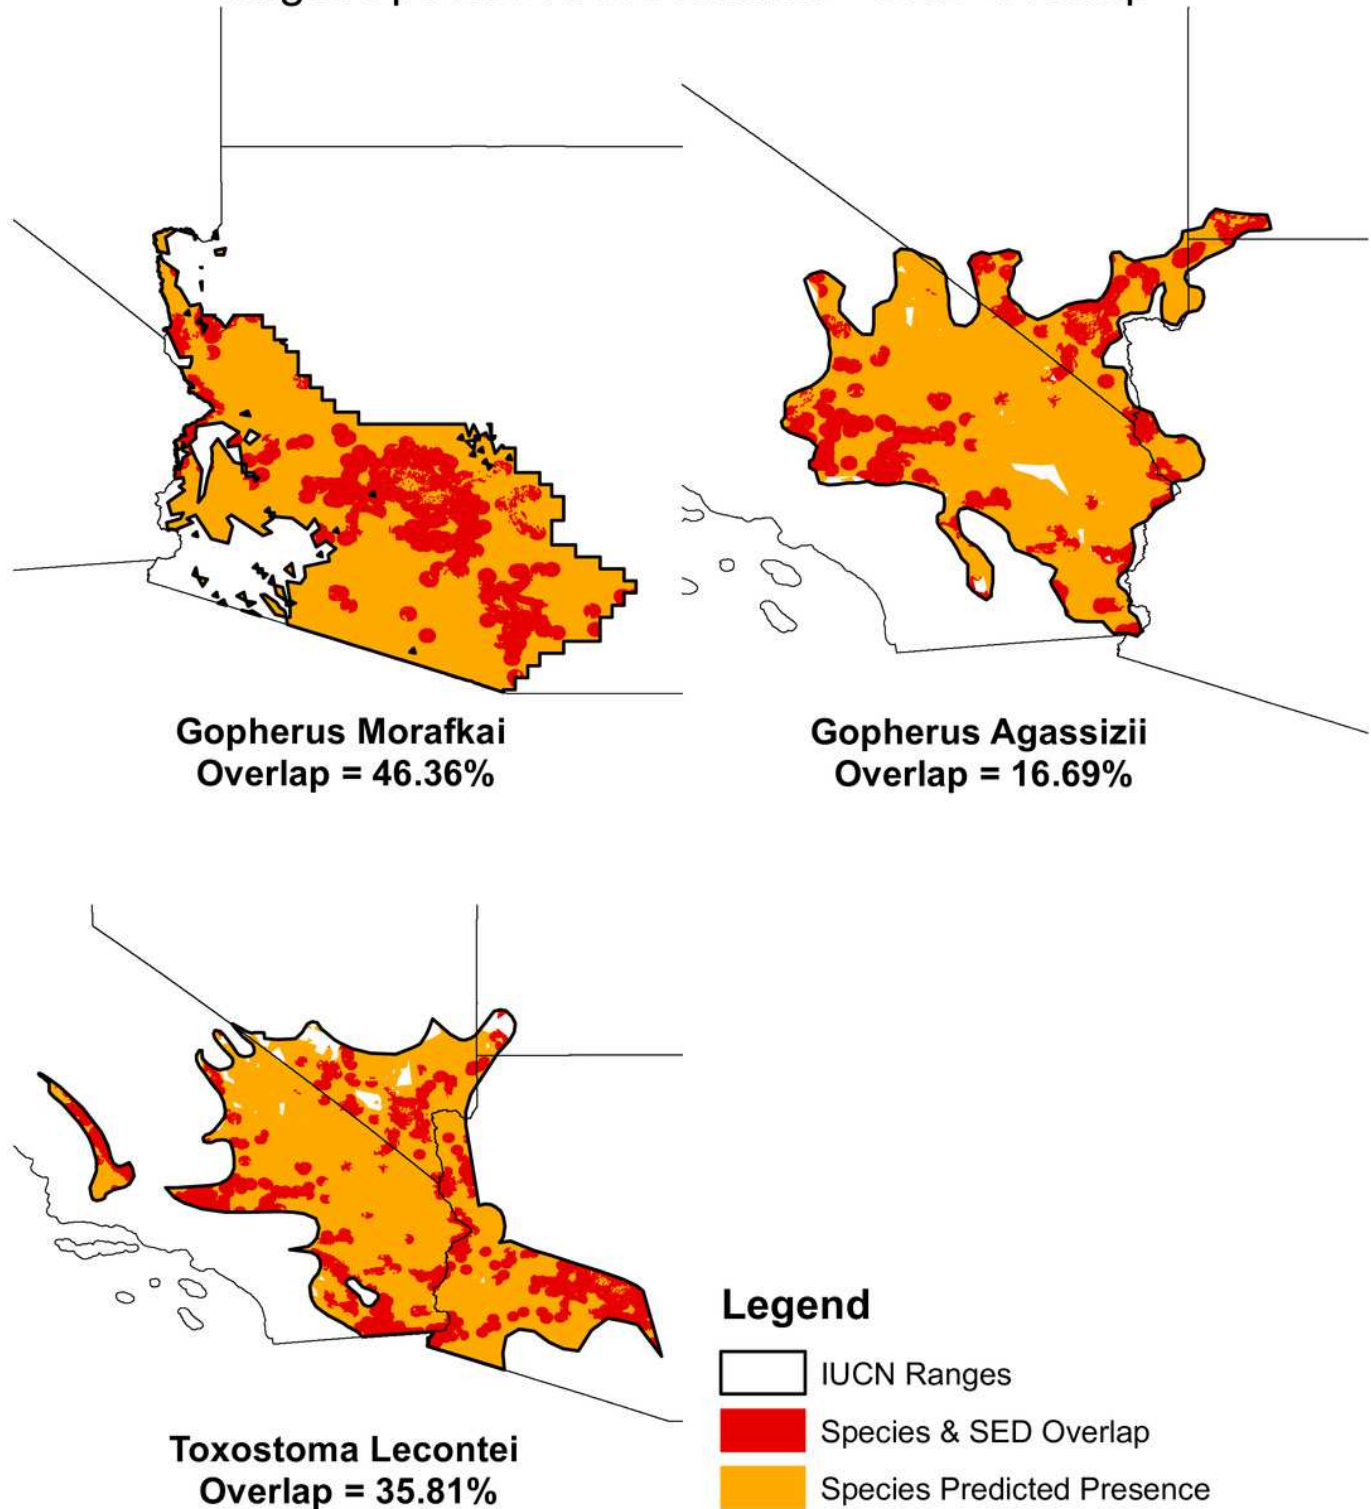 Gopherus Morafkai
Overlap = 46.36%
Gopherus Agassizii
Overlap = 16.69%
Toxostoma Lecontei
Overlap = 35.81%
Legend
IUCN Ranges
Species & SED Overlap
Species Predicted Presence